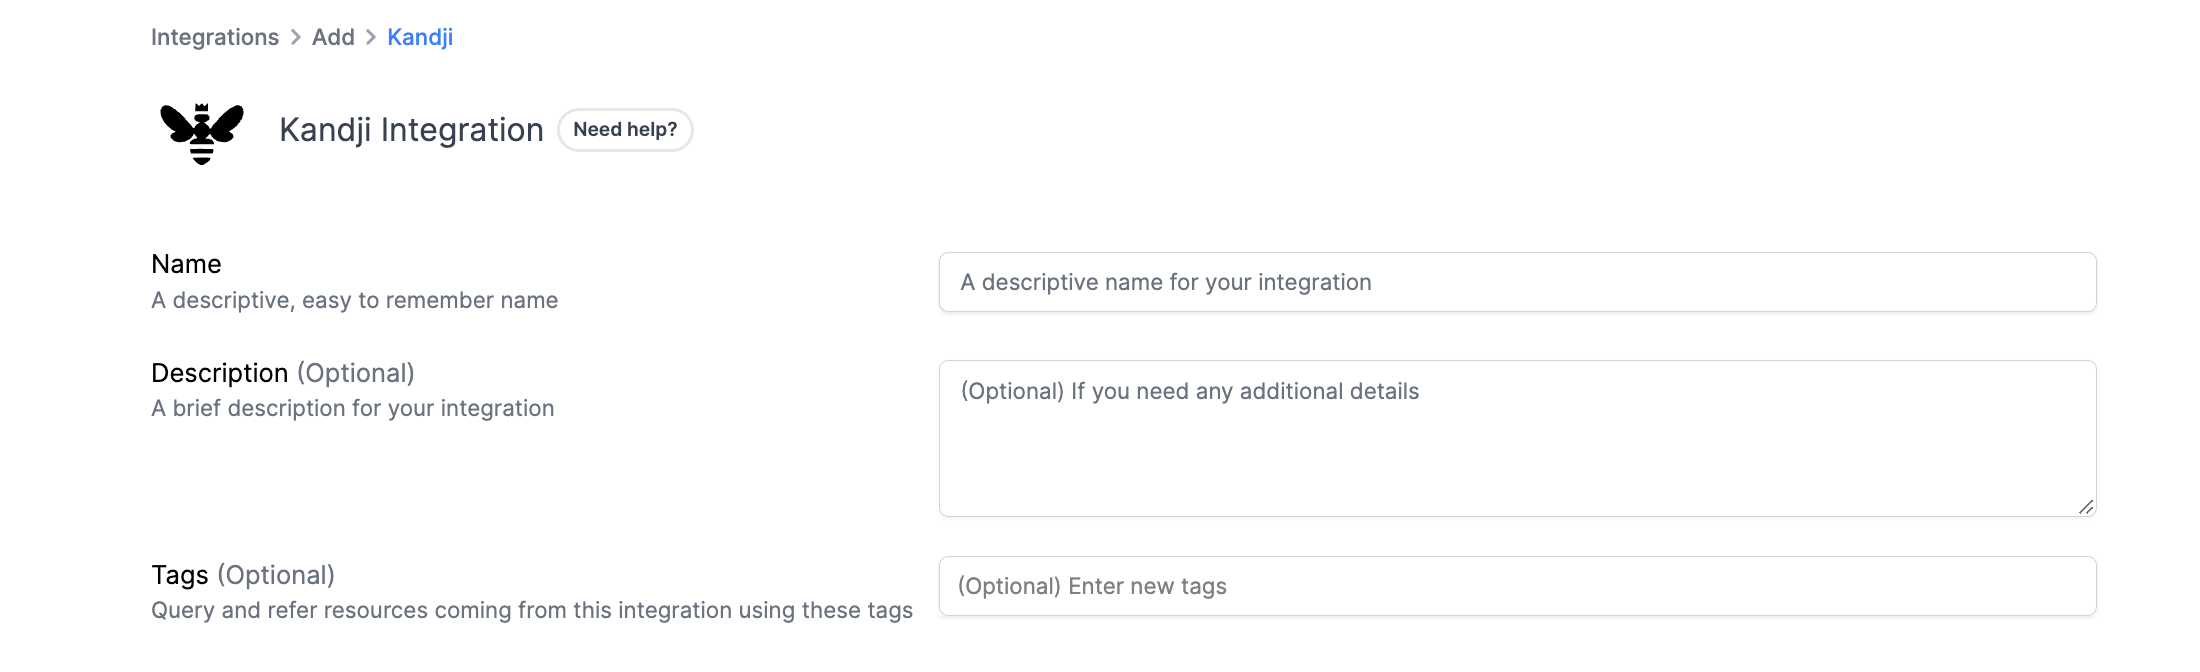 Integrations > Add > Kandji
Kandji Integration Need help?
Name
A descriptive, easy to remember name
A descriptive name for your integration
Description (Optional)
A brief description for your integration
(Optional) If you need any additional details
Tags (Optional)
Query and refer resources coming from this integration using these tags
(Optional) Enter new tags